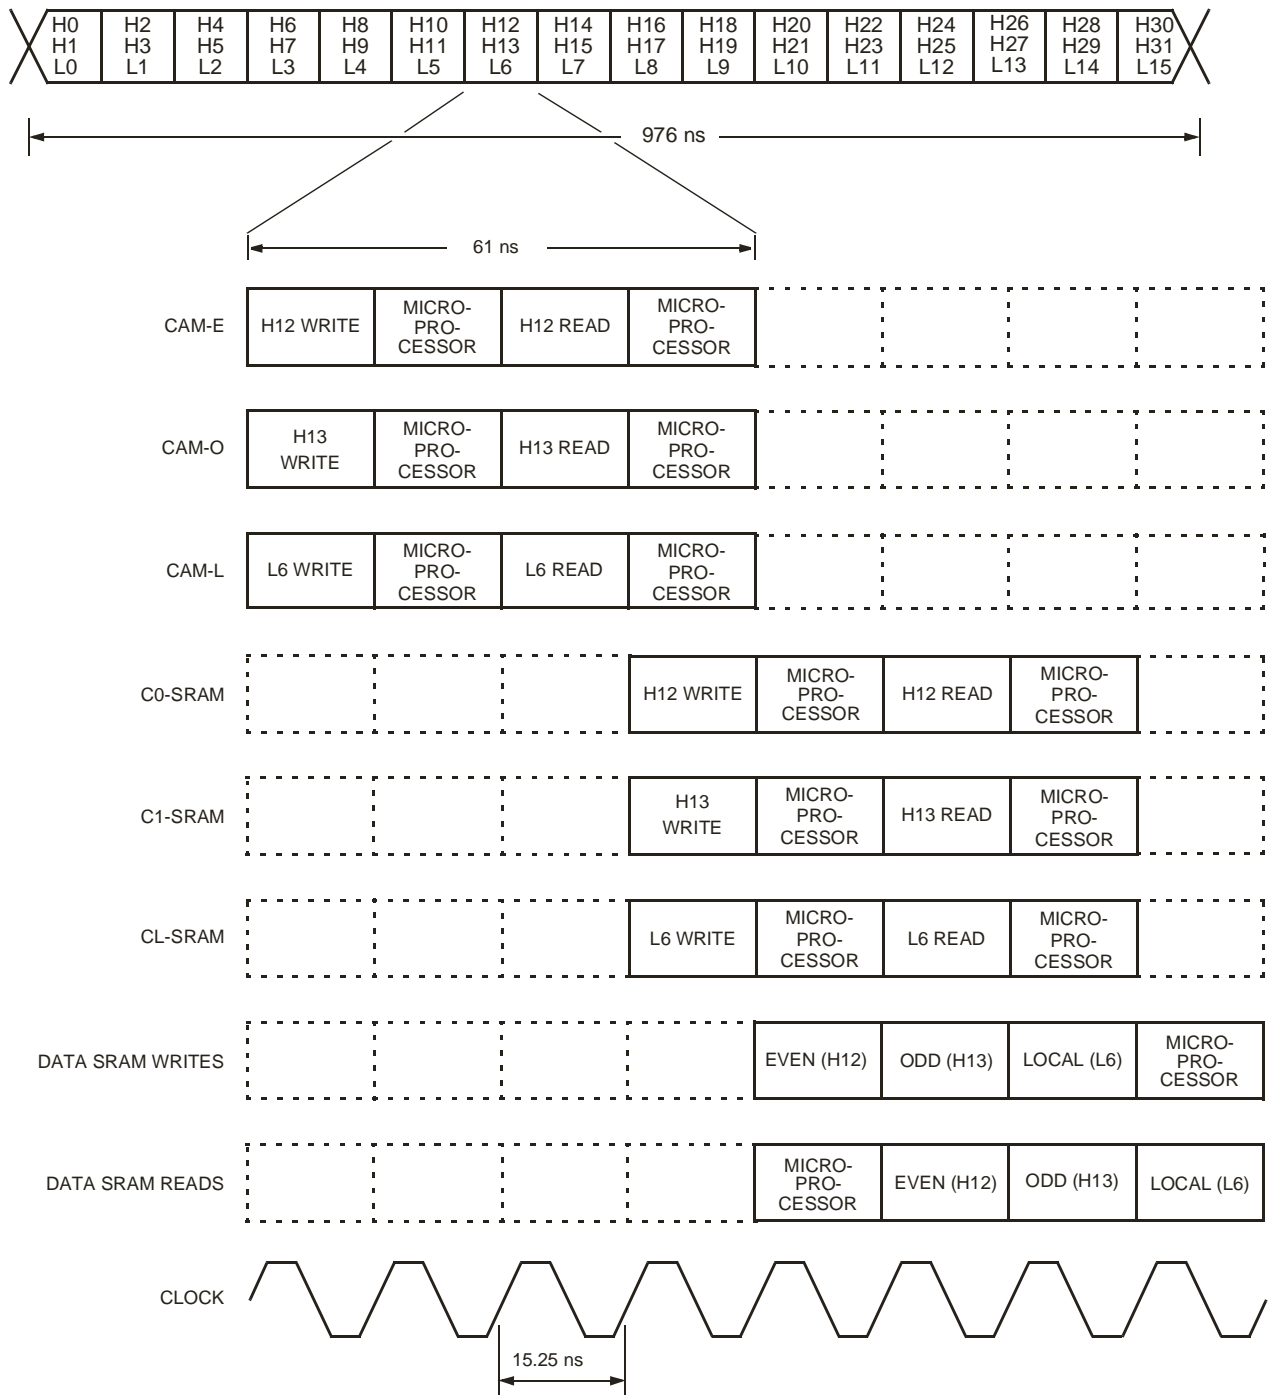 H0 H2 H4 H6 H8 H10 H12 H14 H16 H18 H20 H22 H24 H26 H28 H30
H1 H3 H5 H7 H9 H11 H13 H15 H17 H19 H21 H23 H25 H27 H29 H31
L0 L1 L2 L3 L4 L5 L6 L7 L8 L9 L10 L11 L12 L13 L14 L15
976 ns
61 ns
CAM-E
H12 WRITE
MICRO-
PRO-
CESSOR
H12 READ
MICRO-
PRO-
CESSOR
CAM-O
H13
WRITE
MICRO-
PRO-
CESSOR
H13 READ
MICRO-
PRO-
CESSOR
CAM-L
L6 WRITE
MICRO-
PRO-
CESSOR
L6 READ
MICRO-
PRO-
CESSOR
C0-SRAM
H12 WRITE
MICRO-
PRO-
CESSOR
H12 READ
MICRO-
PRO-
CESSOR
C1-SRAM
H13
WRITE
MICRO-
PRO-
CESSOR
H13 READ
MICRO-
PRO-
CESSOR
CL-SRAM
L6 WRITE
MICRO-
PRO-
CESSOR
L6 READ
MICRO-
PRO-
CESSOR
DATA SRAM WRITES
EVEN (H12)
ODD (H13)
LOCAL (L6)
MICRO-
PRO-
CESSOR
DATA SRAM READS
MICRO-
PRO-
CESSOR
EVEN (H12)
ODD (H13)
LOCAL (L6)
CLOCK
15.25 ns